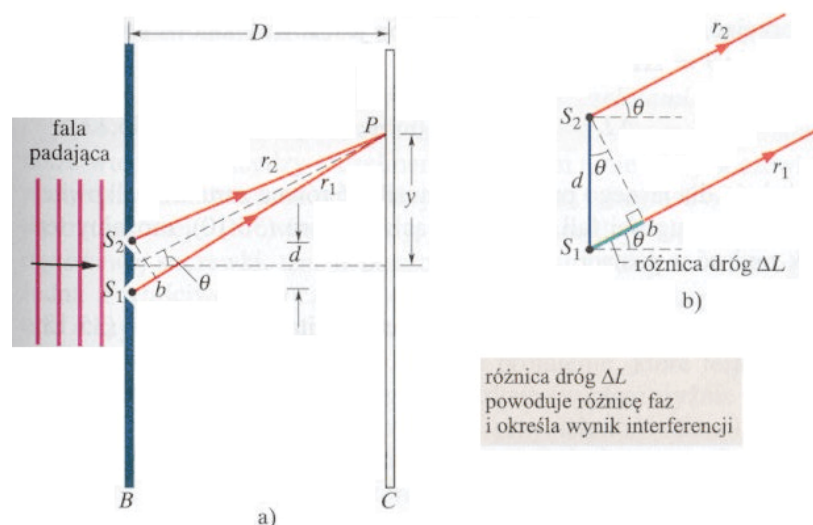 D
fala
padająca
P
r₂
r₁
y
S₂
d
S₁
b
θ
B
C
a)
r₂
S₂
θ
θ
d
r₁
b
S₁
θ
różnica dróg ΔL
b)
różnica dróg ΔL
powoduje różnicę faz
i określa wynik interferencji